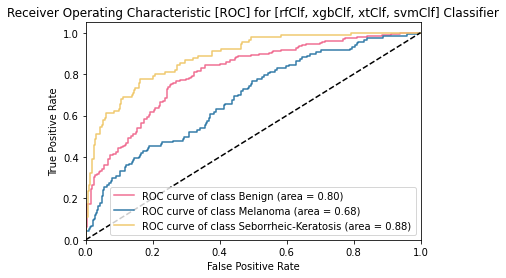 Receiver Operating Characteristic [ROC] for [rfClf, xgbClf, xtClf, svmClf] Classifier
True Positive Rate
1.0
0.8
0.6
0.4
0.2
0.0
ROC curve of class Benign (area = 0.80)
ROC curve of class Melanoma (area = 0.68)
ROC curve of class Seborrheic-Keratosis (area = 0.88)
0.0 0.2 0.4 0.6 0.8 1.0
False Positive Rate